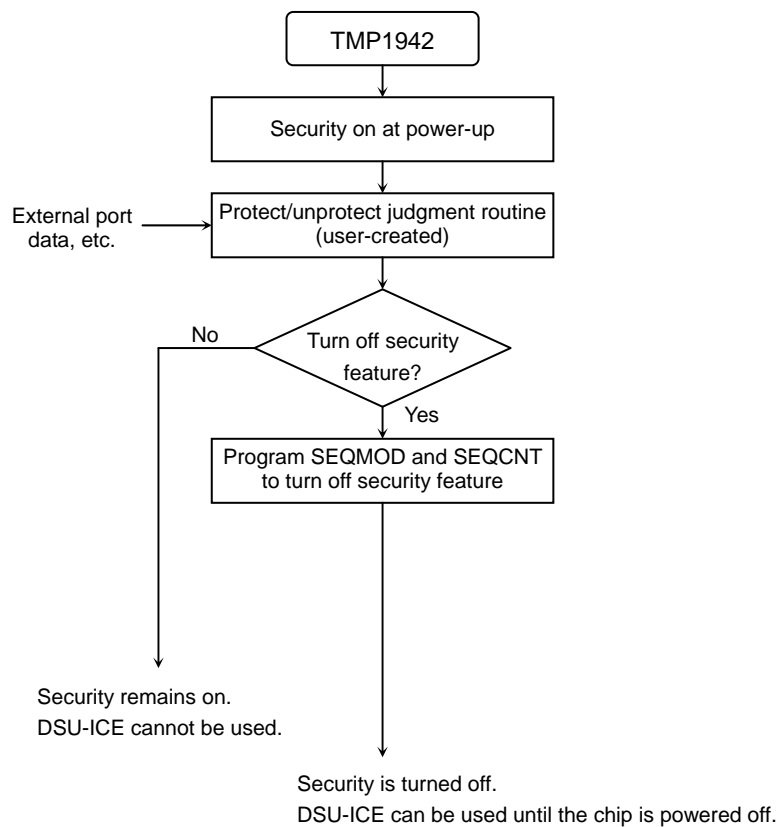 TMP1942
Security on at power-up
External port
data, etc.
Protect/unprotect judgment routine
(user-created)
No
Turn off security
feature?
Yes
Program SEQMOD and SEQCNT
to turn off security feature
Security remains on.
DSU-ICE cannot be used.
Security is turned off.
DSU-ICE can be used until the chip is powered off.